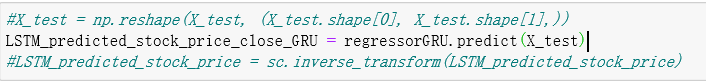 #X_test = np.reshape(X_test, (X_test.shape[0], X_test.shape[1],))
LSTM_predicted_stock_price_close_GRU = regressorGRU.predict(X_test)
#LSTM_predicted_stock_price = sc.inverse_transform(LSTM_predicted_stock_price)